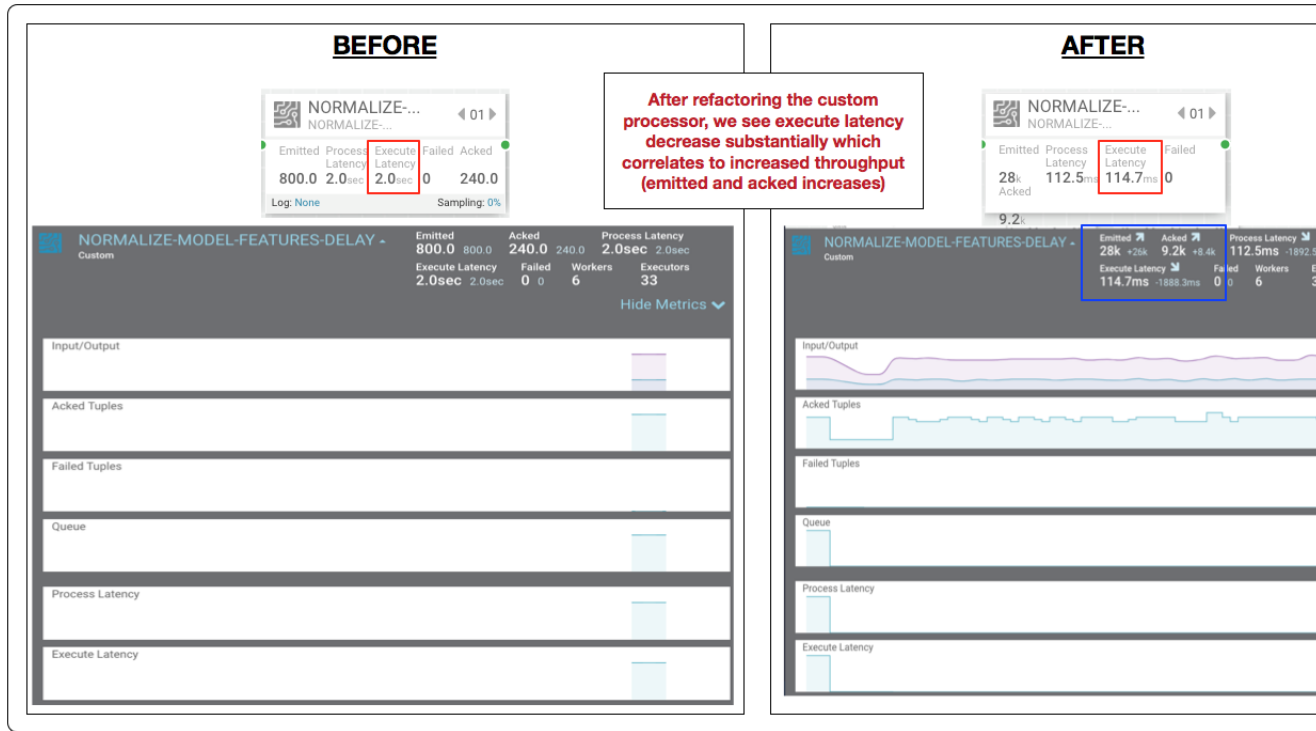 BEFORE
NORMALIZE-...
NORMALIZE-...
01
Emitted Process Execute Failed Acked
Latency Latency
800.0 2.0sec 2.0sec 0 240.0
Log: None Sampling: 0%
NORMALIZE-MODEL-FEATURES-DELAY
Custom
Emitted Acked Process Latency
800.0 800.0 240.0 240.0 2.0sec 2.0sec
Execute Latency Failed Workers Executors
2.0sec 2.0sec 0 0 6 33
Hide Metrics
Input/Output
Acked Tuples
Failed Tuples
Queue
Process Latency
Execute Latency
After refactoring the custom
processor, we see execute latency
decrease substantially which
correlates to increased throughput
(emitted and acked increases)
AFTER
NORMALIZE-...
NORMALIZE-...
01
Emitted Process Execute Failed
Latency Latency
28k 112.5ms 114.7ms 0
Acked
9.2k
NORMALIZE-MODEL-FEATURES-DELAY
Custom
Emitted Acked Process Latency
28k +26k 9.2k +8.4k 112.5ms -1892.5
Execute Latency Failed Workers
114.7ms -1888.3ms 0 0 6
Input/Output
Acked Tuples
Failed Tuples
Queue
Process Latency
Execute Latency